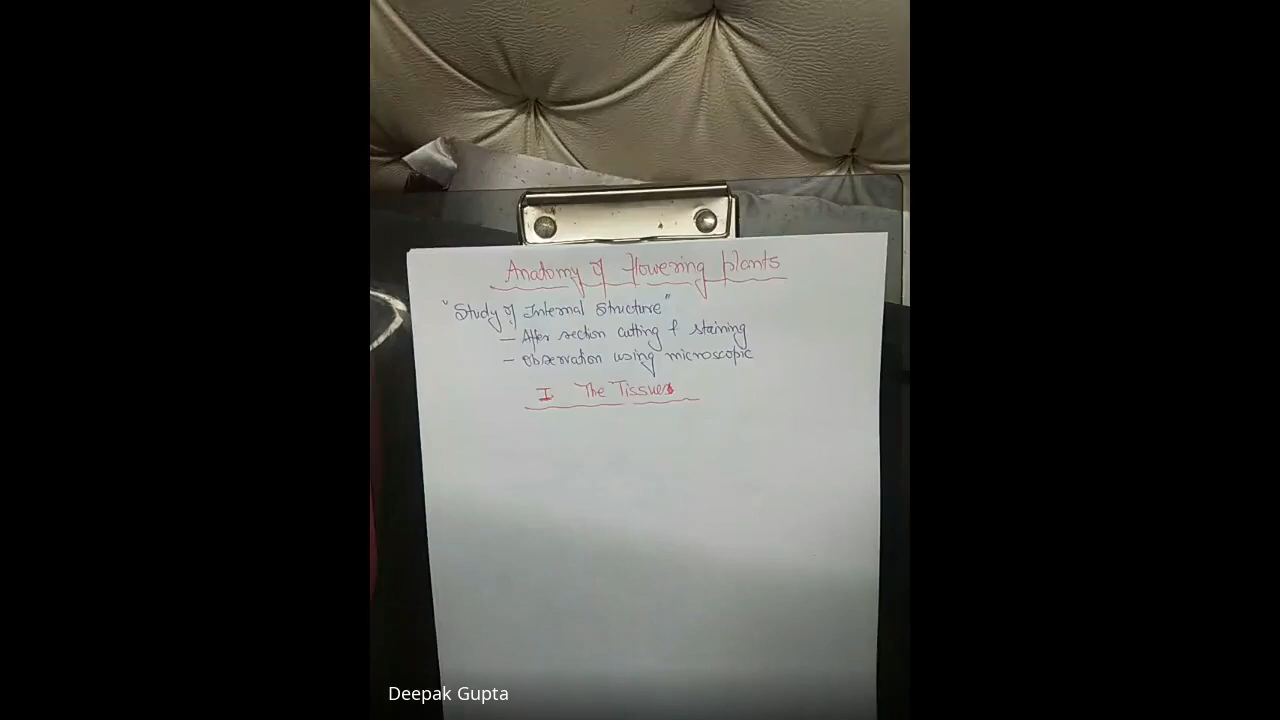 Anatomy of flowering plants
"Study of Internal structure"
— After section cutting & staining
— Observation using microscopic
I The Tissues
Deepak Gupta